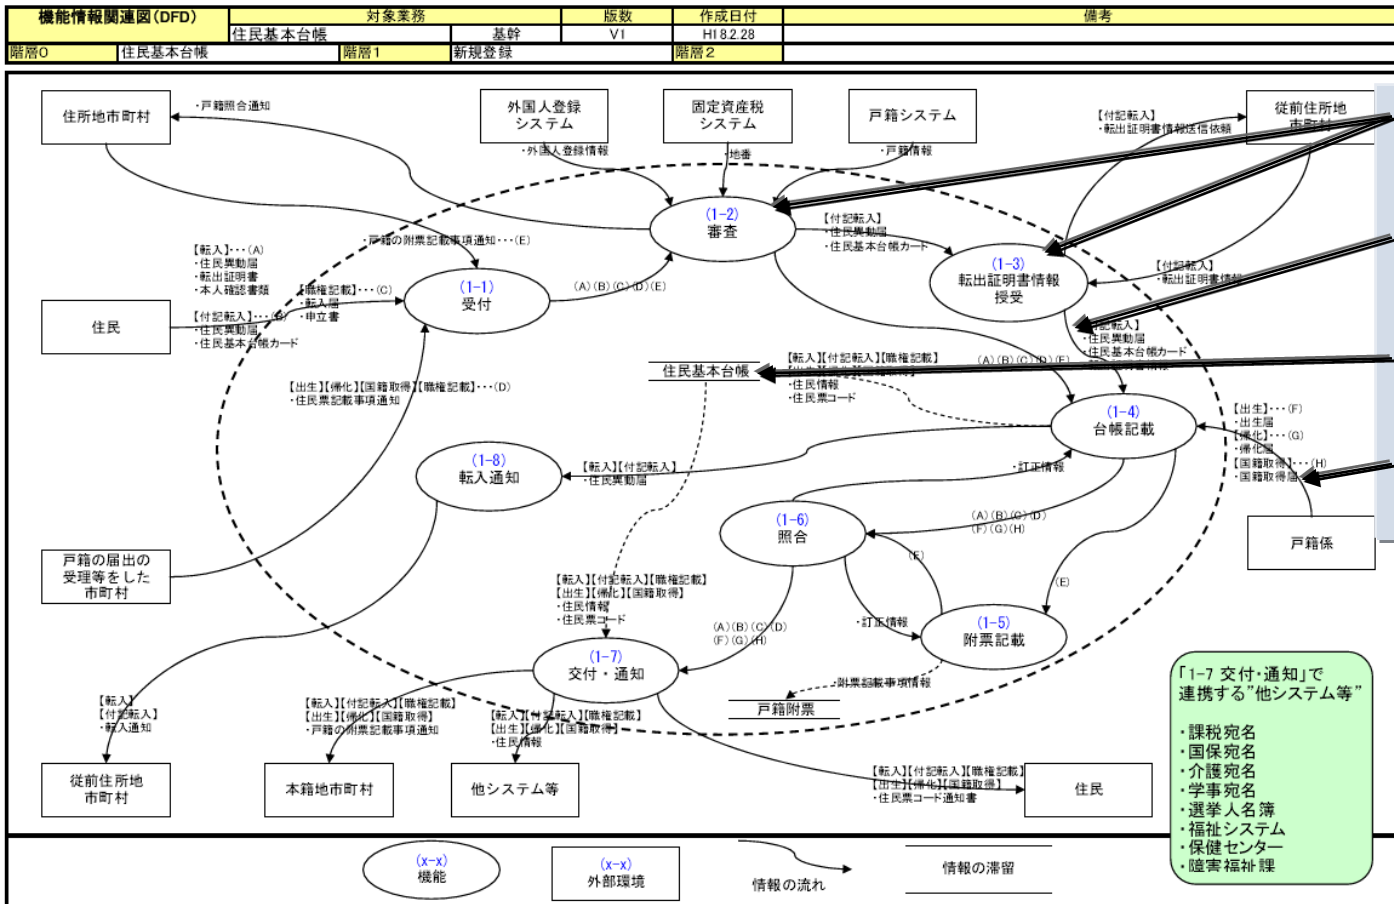 機能情報関連図(DFD)
対象業務
版数
作成日付
備考
住民基本台帳
基幹
V1
H18.2.28
階層0
住民基本台帳
階層1
新規登録
階層2
住所地市町村
・戸籍照合通知
外国人登録
システム
・外国人登録情報
固定資産税
システム
・地番
戸籍システム
・戸籍情報
【付記転入】
・転出証明書情報送信依頼
従前住所地
市町村
(1-2)
審査
【付記転入】
・住民異動届
・住民基本台帳カード
(1-3)
転出証明書情報
授受
【付記転入】
・転出証明書情報
【転入】・・・(A)
・住民異動届
・転出証明書
・本人確認書類
・戸籍の附票記載事項通知・・・(E)
【職権記載】・・・(C)
・転入届
・申立書
(1-1)
受付
(A)(B)(C)(D)(E)
住民
【付記転入】・・・(B)
・住民異動届
・住民基本台帳カード
【付記転入】
・住民異動届
・住民基本台帳カード
住民基本台帳
【転入】【付記転入】【職権記載】
【出生】【帰化】【国籍取得】
・住民情報
・住民票コード
(A)(B)(C)(D)(E)
【出生】【帰化】【国籍取得】【職権記載】・・・(D)
・住民票記載事項通知
(1-4)
台帳記載
【出生】・・・(F)
・出生届
【帰化】・・・(G)
・帰化届
【国籍取得】・・・(H)
・国籍取得届
(1-8)
転入通知
【転入】【付記転入】
・住民異動届
・訂正情報
(1-6)
照合
(A)(B)(C)(D)
(F)(G)(H)
戸籍係
戸籍の届出の
受理等をした
市町村
(E)
(E)
【転入】【付記転入】【職権記載】
【出生】【帰化】【国籍取得】
・住民情報
・住民票コード
(A)(B)(C)(D)
(F)(G)(H)
・訂正情報
(1-5)
附票記載
(1-7)
交付・通知
・附票記載事項情報
戸籍附票
【転入】
【付記転入】
・転入通知
【転入】【付記転入】【職権記載】
【出生】【帰化】【国籍取得】
・戸籍の附票記載事項通知
【転入】【付記転入】【職権記載】
【出生】【帰化】【国籍取得】
・住民情報
【転入】【付記転入】【職権記載】
【出生】【帰化】【国籍取得】
・住民票コード通知書
従前住所地
市町村
本籍地市町村
他システム等
住民
「1-7 交付・通知」で
連携する”他システム等”
・課税宛名
・国保宛名
・介護宛名
・学事宛名
・選挙人名簿
・福祉システム
・保健センター
・障害福祉課
(x-x)
機能
(x-x)
外部環境
情報の流れ
情報の滞留